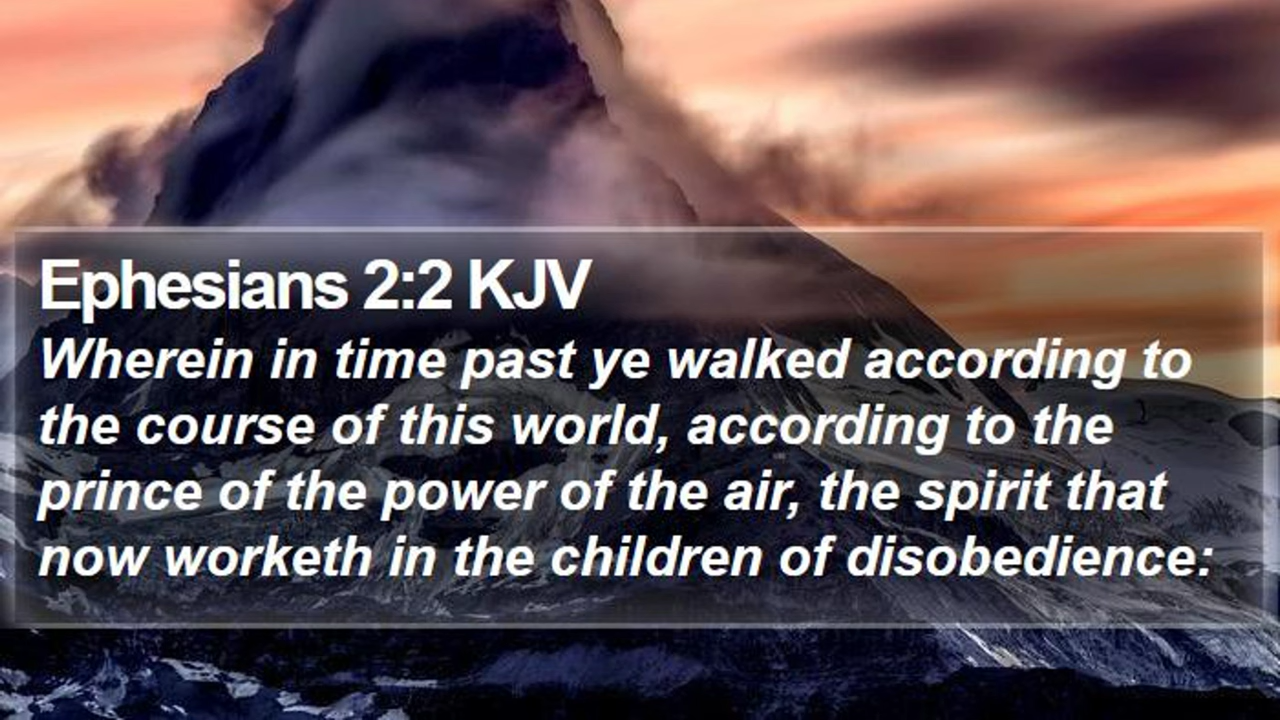 Ephesians 2:2 KJV
Wherein in time past ye walked according to
the course of this world, according to the
prince of the power of the air, the spirit that
now worketh in the children of disobedience: